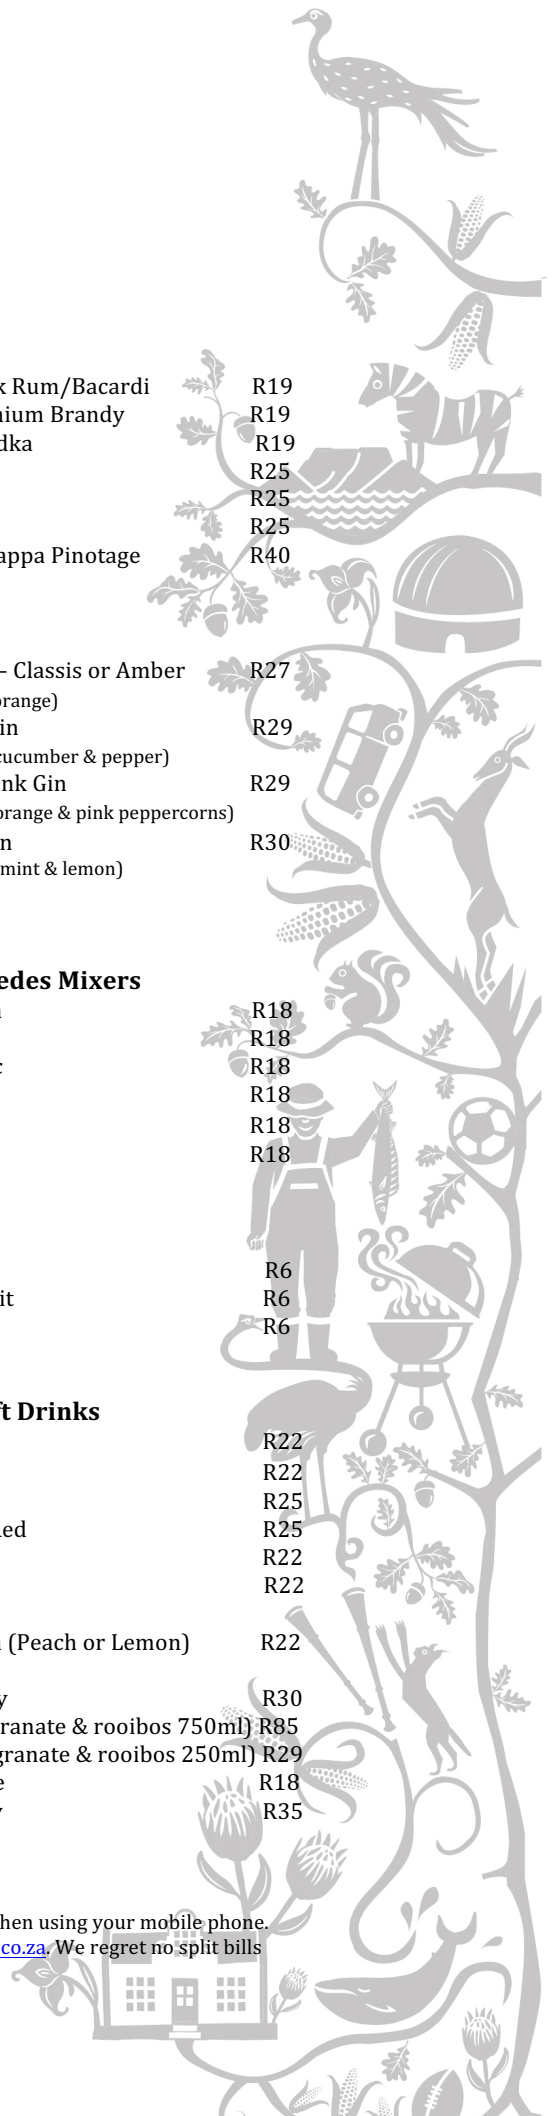 k Rum/Bacardi R19
nium Brandy R19
dka R19
R25
R25
R25
appa Pinotage R40
– Classis or Amber R27
orange)
in R29
cucumber & pepper)
nk Gin R29
orange & pink peppercorns)
n R30
mint & lemon)
edes Mixers
n R18
R18
c R18
R18
R18
R18
R6
it R6
R6
ft Drinks
R22
R22
R25
ned R25
R22
R22
a (Peach or Lemon) R22
y R30
granate & rooibos 750ml) R85
granate & rooibos 250ml) R29
e R18
y R35
hen using your mobile phone.
co.za. We regret no split bills